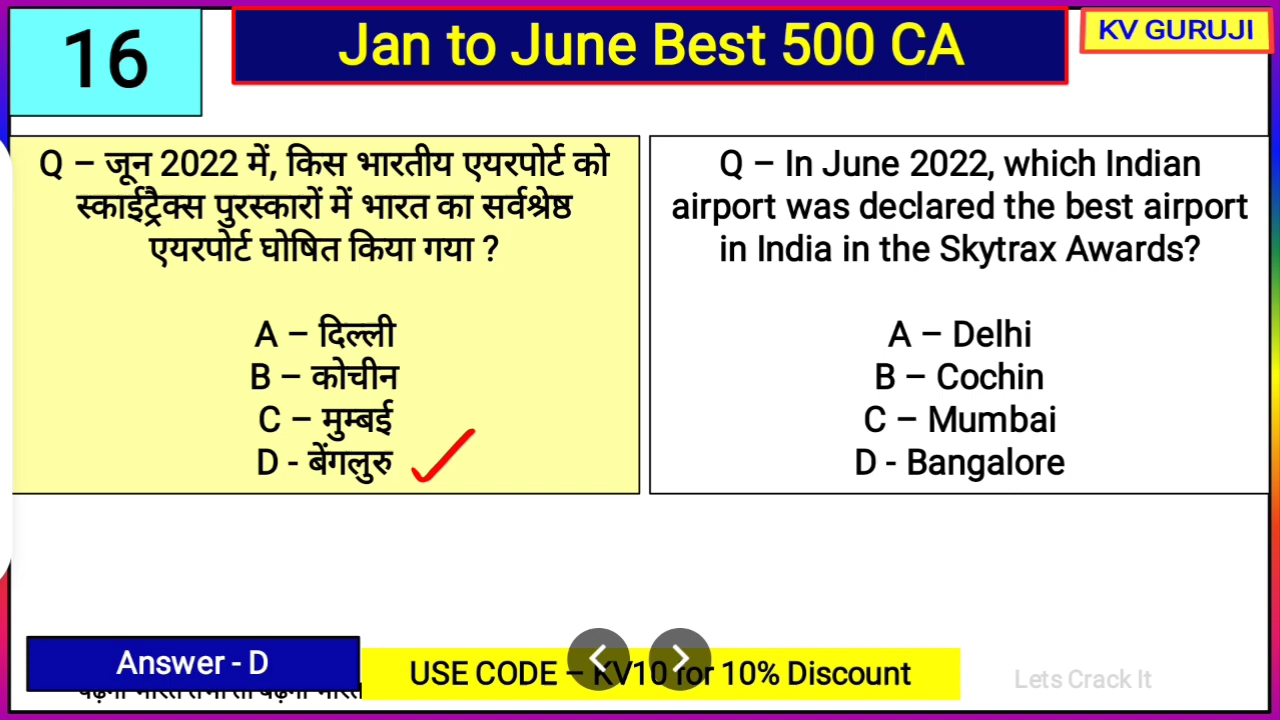 16
Jan to June Best 500 CA
KV GURUJI
Q – जून 2022 में, किस भारतीय एयरपोर्ट को
स्काईट्रैक्स पुरस्कारों में भारत का सर्वश्रेष्ठ
एयरपोर्ट घोषित किया गया ?
A – दिल्ली
B – कोचीन
C – मुम्बई
D - बेंगलुरु
Q – In June 2022, which Indian
airport was declared the best airport
in India in the Skytrax Awards?
A – Delhi
B – Cochin
C – Mumbai
D - Bangalore
Answer - D
USE CODE – KV10 for 10% Discount
Lets Crack It